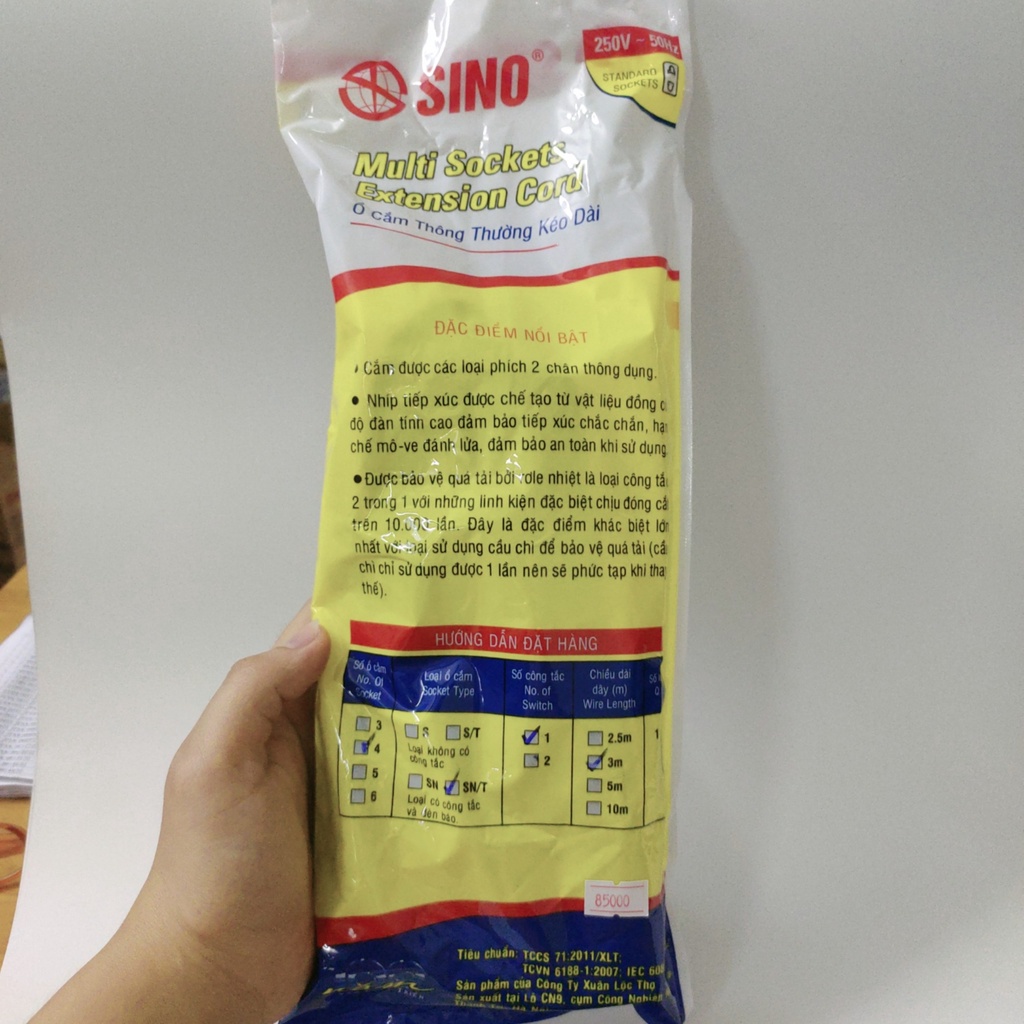 SINO®
250V ~ 50Hz
STANDARD
SOCKETS
Multi Sockets
Extension Cord
Ổ Cắm Thông Thường Kéo Dài
ĐẶC ĐIỂM NỔI BẬT
• Cắm được các loại phích 2 chân thông dụng.
• Nhíp tiếp xúc được chế tạo từ vật liệu đồng
độ đàn tính cao đảm bảo tiếp xúc chắc chắn, hạn
chế mô-ve đánh lửa, đảm bảo an toàn khi sử dụng
• Được bảo vệ quá tải bởi rơle nhiệt là loại công
2 trong 1 với những linh kiện đặc biệt chịu đóng
trên 10.000 lần. Đây là đặc điểm khác biệt lớn
nhất với loại sử dụng cầu chì để bảo vệ quá tải
chì chỉ sử dụng được 1 lần nên sẽ phức tạp khi
thế).
HƯỚNG DẪN ĐẶT HÀNG
Số ổ cắm
No. Of
Socket
3
4
5
6
Loại ổ cắm
Socket Type
S S/T
Loại không có
công tắc
SN SN/T
Loại có công tắc
và đèn báo
Số công tắc
No. of
Switch
1
2
Chiều dài
dây (m)
Wire Length
2.5m
3m
5m
10m
1
85000
Tiêu chuẩn: TCCS 71:2011/XLT;
TCVN 6188-1:2007; IEC
Sản phẩm của Công Ty Xuân Lộc Thọ
Sản xuất tại Lô CN9, cụm Công Nghiệp